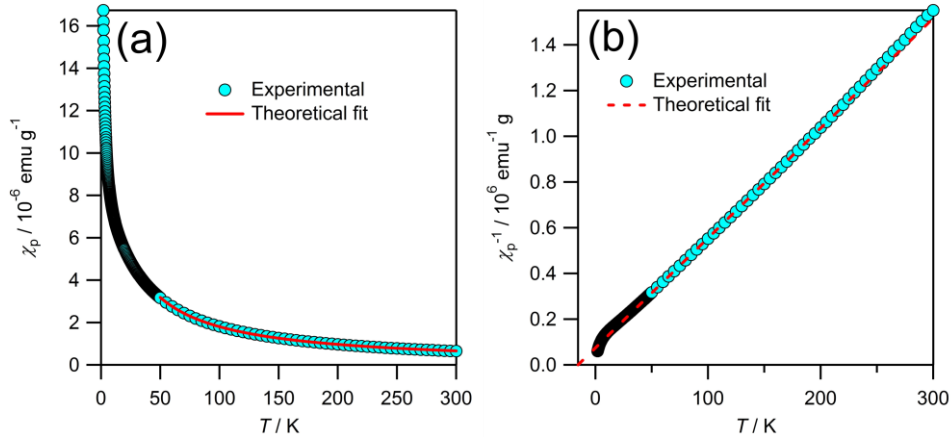 (a)
Experimental
Theoretical fit
χp / 10-6 emu g-1
16
14
12
10
8
6
4
2
0
0 50 100 150 200 250 300
T / K
(b)
Experimental
Theoretical fit
χp-1 / 106 emu-1 g
1.4
1.2
1.0
0.8
0.6
0.4
0.2
0.0
0 100 200 300
T / K